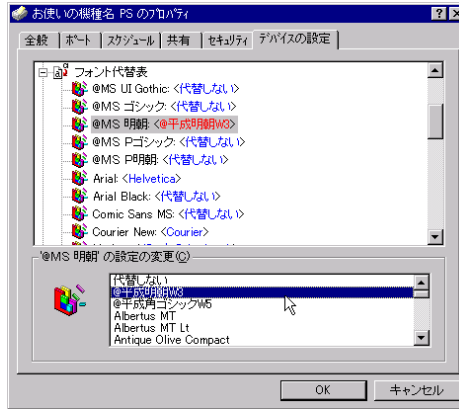 お使いの機種名 PS のプロパティ
全般 ポート スケジュール 共有 セキュリティ デバイスの設定
フォント代替表
@MS UI Gothic: <代替しない>
@MS ゴシック: <代替しない>
@MS 明朝: <@平成明朝W3>
@MS Pゴシック: <代替しない>
@MS P明朝: <代替しない>
Arial: <Helvetica>
Arial Black: <代替しない>
Comic Sans MS: <代替しない>
Courier New: <Courier>
'@MS 明朝' の設定の変更(C)
代替しない
@平成明朝W3
@平成角ゴシックW5
Albertus MT
Albertus MT Lt
Antique Olive Compact
OK キャンセル